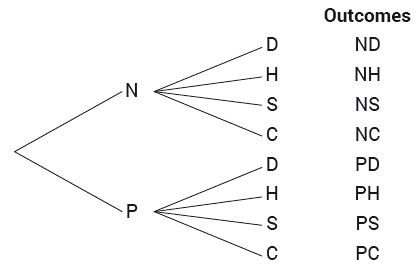 Outcomes
D ND
H NH
N
S NS
C NC
D PD
H PH
P
S PS
C PC